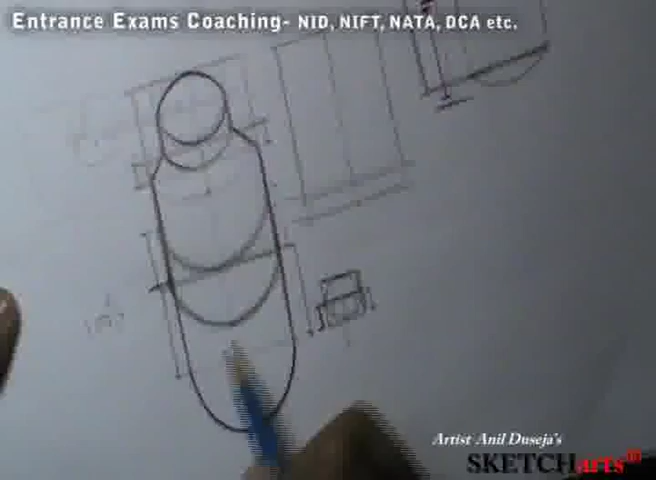 Entrance Exams Coaching- NID, NIFT, NATA, DCA etc.
Artist Anil Duseja's
SKETCHarts